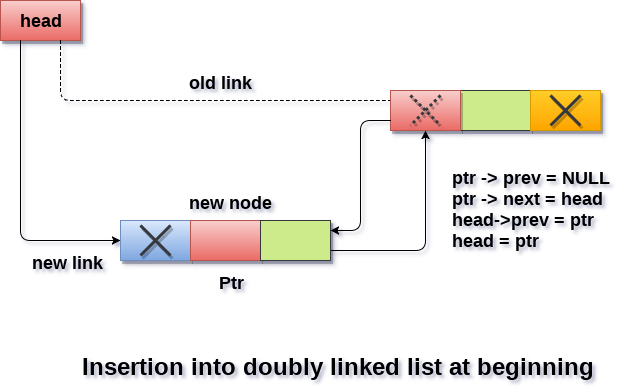 head
old link
ptr -> prev = NULL
ptr -> next = head
head->prev = ptr
head = ptr
new node
new link
Ptr
Insertion into doubly linked list at beginning